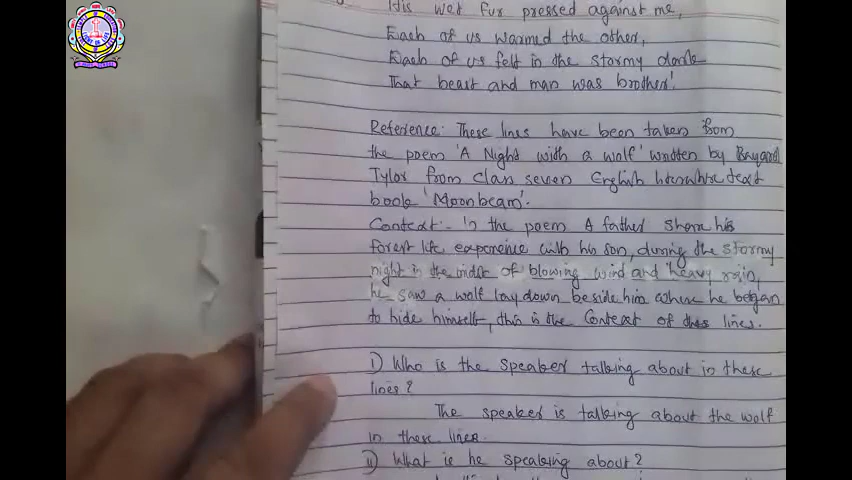 His wet fur pressed against me,
Each of us warmed the other,
Each of us felt in the stormy dark
That beast and man was brother'.
Reference: These lines have been taken from
the poem 'A Night with a wolf' written by Bayard
Tylor from class seven English literature text
book 'Moonbeam'.
Context:- In the poem A father share his
forest life experience with his son, during the stormy
night in the midst of blowing wind and heavy rain,
he saw a wolf lay down beside him where he began
to hide himself, this is the Context of this lines.
i) Who is the speaker talking about in these
lines?
The speaker is talking about the wolf
in these lines.
ii) What is he speaking about?